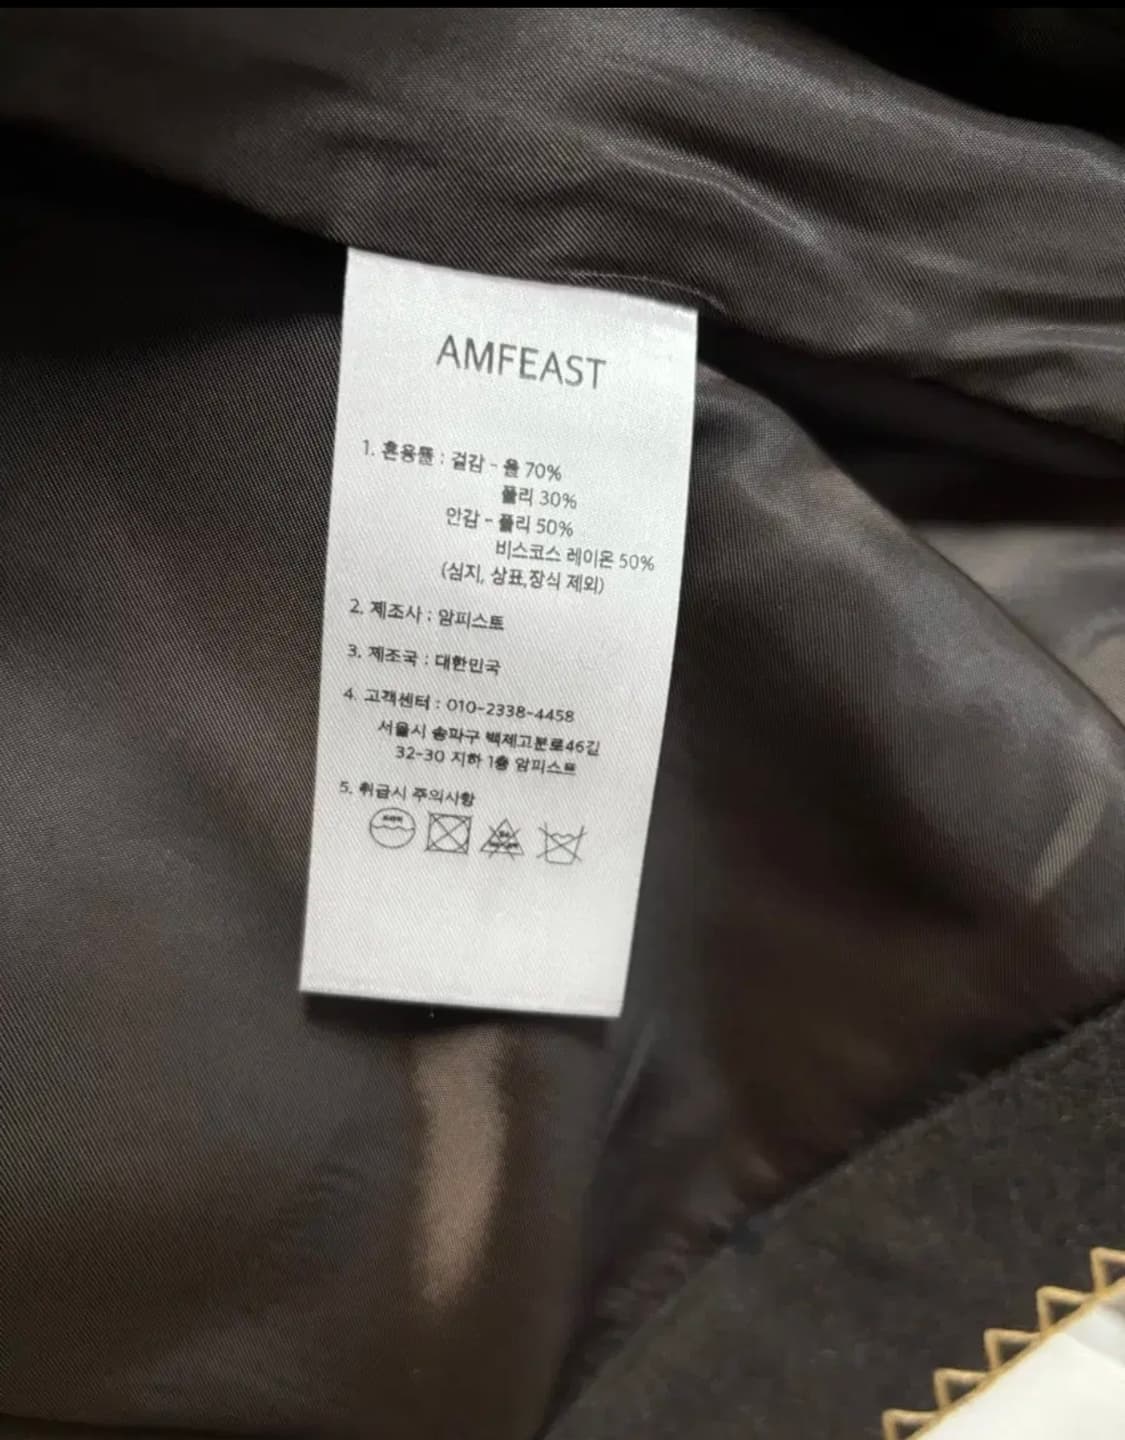 AMFEAST
1. 혼용률 : 겉감 - 울 70%
폴리 30%
안감 - 폴리 50%
비스코스 레이온 50%
(심지, 상표,장식 제외)
2. 제조사 : 암피스트
3. 제조국 : 대한민국
4. 고객센터 : 010-2338-4458
서울시 송파구 백제고분로46길
32-30 지하 1층 암피스트
5. 취급시 주의사항